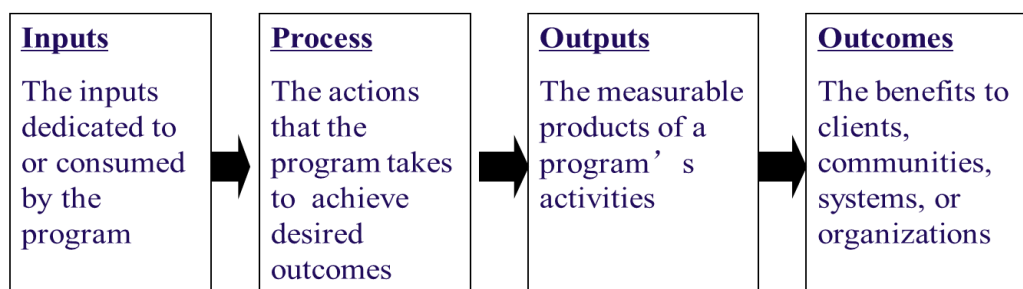 Inputs
The inputs
dedicated to
or consumed
by the
program
Process
The actions
that the
program takes
to achieve
desired
outcomes
Outputs
The measurable
products of a
program’s
activities
Outcomes
The benefits to
clients,
communities,
systems, or
organizations